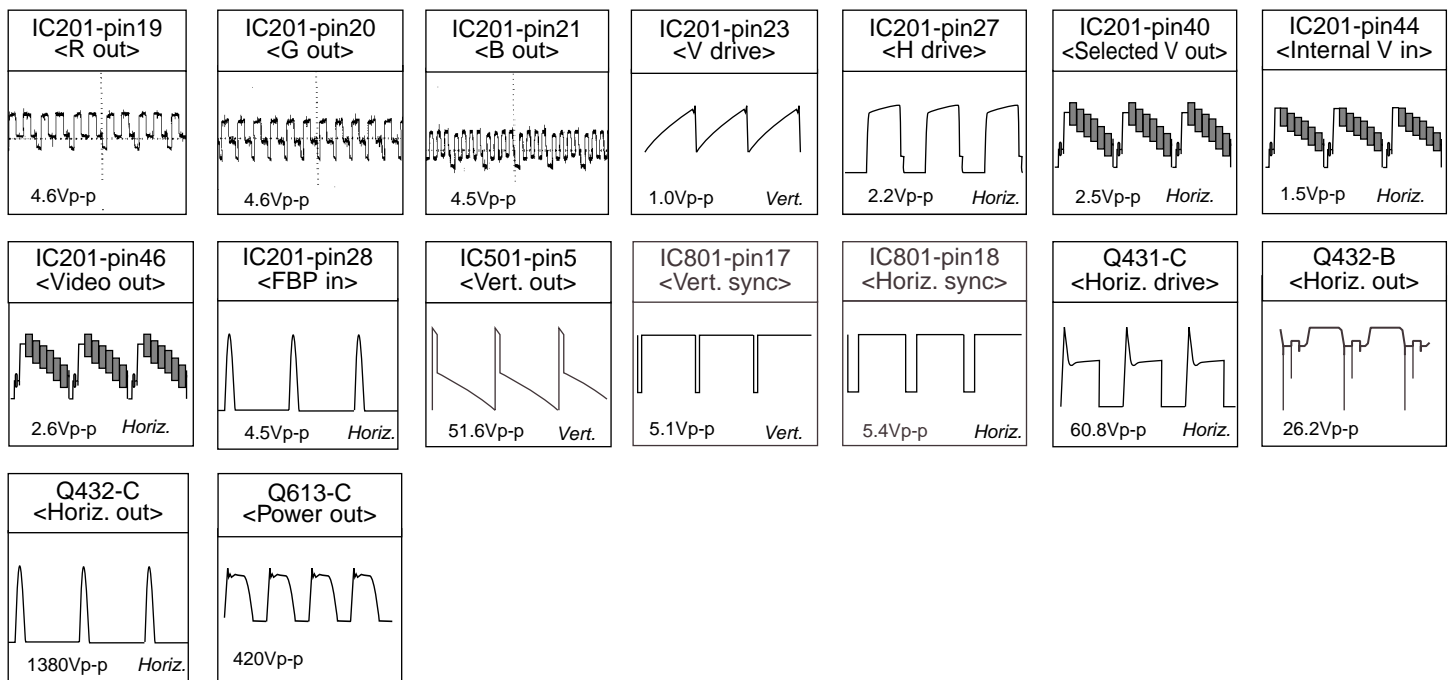 IC201-pin19
<R out>
4.6Vp-p
IC201-pin20
<G out>
4.6Vp-p
IC201-pin21
<B out>
4.5Vp-p
IC201-pin23
<V drive>
1.0Vp-p Vert.
IC201-pin27
<H drive>
2.2Vp-p Horiz.
IC201-pin40
<Selected V out>
2.5Vp-p Horiz.
IC201-pin44
<Internal V in>
1.5Vp-p Horiz.
IC201-pin46
<Video out>
2.6Vp-p Horiz.
IC201-pin28
<FBP in>
4.5Vp-p Horiz.
IC501-pin5
<Vert. out>
51.6Vp-p Vert.
IC801-pin17
<Vert. sync>
5.1Vp-p Vert.
IC801-pin18
<Horiz. sync>
5.4Vp-p Horiz.
Q431-C
<Horiz. drive>
60.8Vp-p Horiz.
Q432-B
<Horiz. out>
26.2Vp-p
Q432-C
<Horiz. out>
1380Vp-p Horiz.
Q613-C
<Power out>
420Vp-p